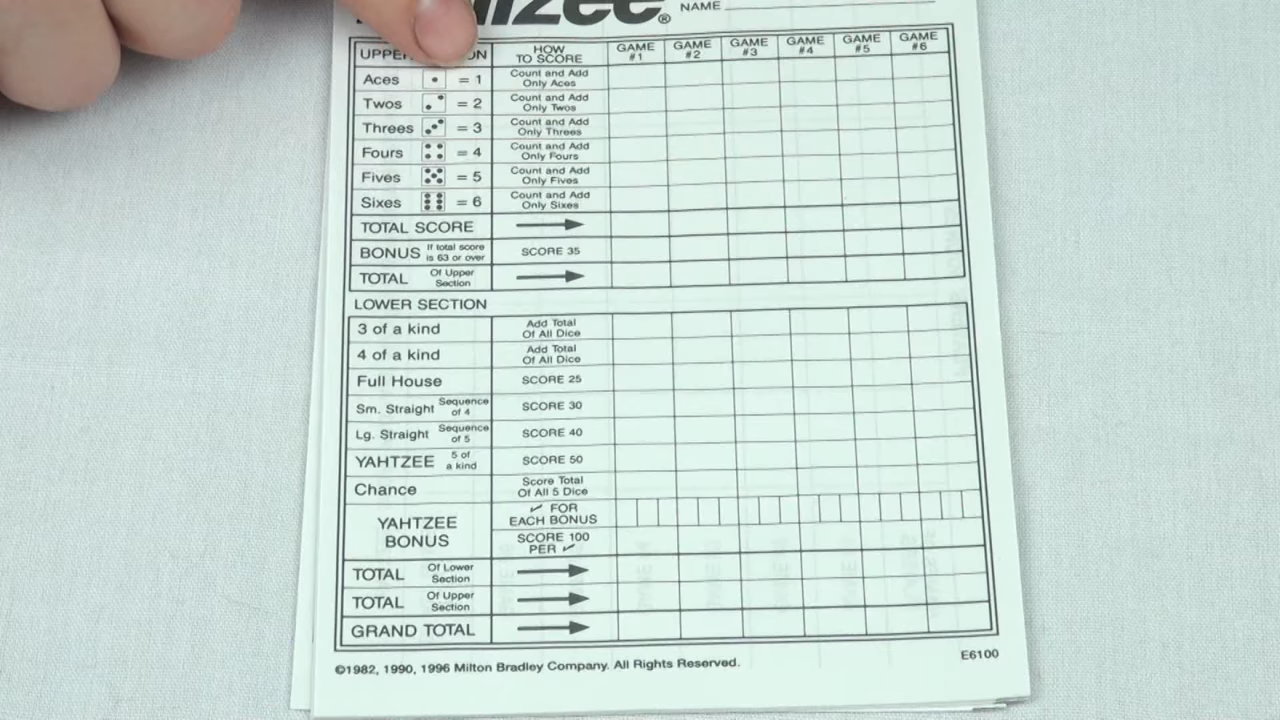 NAME
HOW TO SCORE GAME #1 GAME #2 GAME #3 GAME #4 GAME #5 GAME #6
Aces = 1 Count and Add Only Aces
Twos = 2 Count and Add Only Twos
Threes = 3 Count and Add Only Threes
Fours = 4 Count and Add Only Fours
Fives = 5 Count and Add Only Fives
Sixes = 6 Count and Add Only Sixes
TOTAL SCORE
BONUS If total score is 63 or over SCORE 35
TOTAL Of Upper Section
LOWER SECTION
3 of a kind Add Total Of All Dice
4 of a kind Add Total Of All Dice
Full House SCORE 25
Sm. Straight Sequence of 4 SCORE 30
Lg. Straight Sequence of 5 SCORE 40
YAHTZEE 5 of a kind SCORE 50
Chance Score Total Of All 5 Dice
YAHTZEE BONUS ✓ FOR EACH BONUS
SCORE 100 PER ✓
TOTAL Of Lower Section
TOTAL Of Upper Section
GRAND TOTAL
©1982, 1990, 1996 Milton Bradley Company. All Rights Reserved. E6100